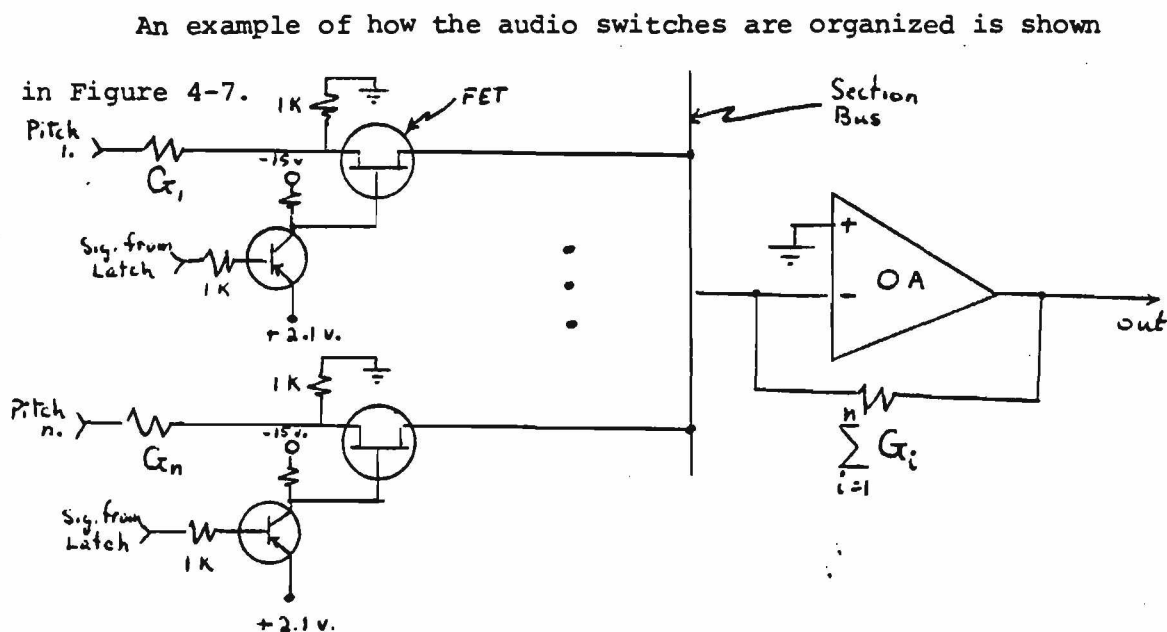 An example of how the audio switches are organized is shown
in Figure 4-7.
1K
FET
Section
Bus
Pitch
1.
G1
-15v
Sig. from
Latch
1K
+2.1v.
+
-
OA
out
n
∑ Gi
i=1
1K
Pitch
n.
Gn
-15v.
Sig. from
Latch
1K
+2.1v.